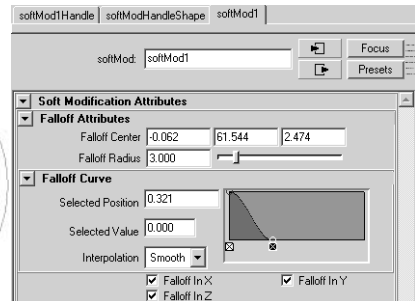 softMod1Handle softModHandleShape softMod1
softMod: softMod1 Focus
Presets
Soft Modification Attributes
Falloff Attributes
Falloff Center -0.062 61.544 2.474
Falloff Radius 3.000
Falloff Curve
Selected Position 0.321
Selected Value 0.000
Interpolation Smooth
Falloff In X Falloff In Y
Falloff In Z